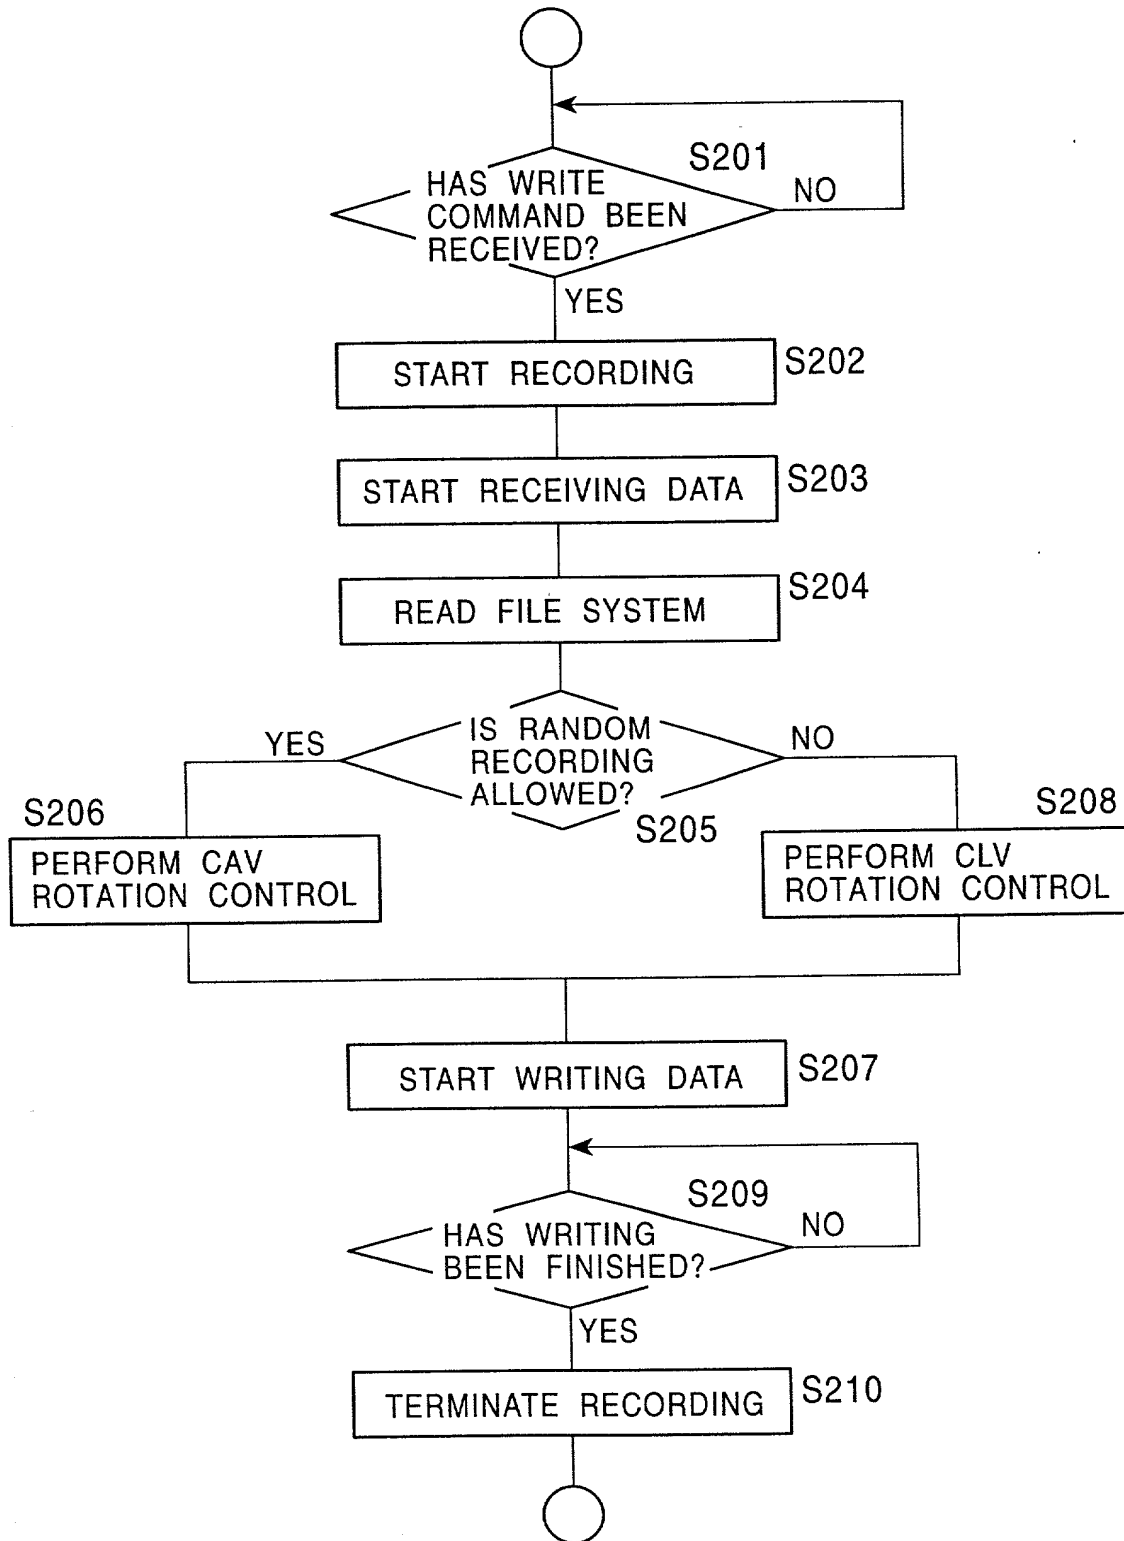 S201
HAS WRITE
COMMAND BEEN
RECEIVED?
NO
YES
START RECORDING
S202
START RECEIVING DATA
S203
READ FILE SYSTEM
S204
YES
IS RANDOM
RECORDING
ALLOWED?
NO
S205
S206
PERFORM CAV
ROTATION CONTROL
S208
PERFORM CLV
ROTATION CONTROL
START WRITING DATA
S207
S209
HAS WRITING
BEEN FINISHED?
NO
YES
TERMINATE RECORDING
S210